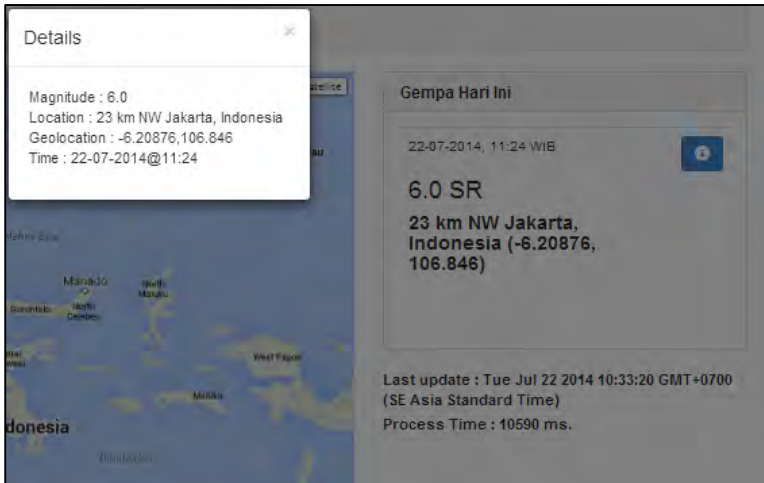 Details
×
Magnitude : 6.0
Location : 23 km NW Jakarta, Indonesia
Geolocation : -6.20876,106.846
Time : 22-07-2014@11:24
Gempa Hari Ini
22-07-2014, 11:24 WIB
6.0 SR
23 km NW Jakarta,
Indonesia (-6.20876,
106.846)
Manado
North
Maluku
Gorontalo
North
Celebes
West Papua
Maluku
donesia
Last update : Tue Jul 22 2014 10:33:20 GMT+0700
(SE Asia Standard Time)
Process Time : 10590 ms.